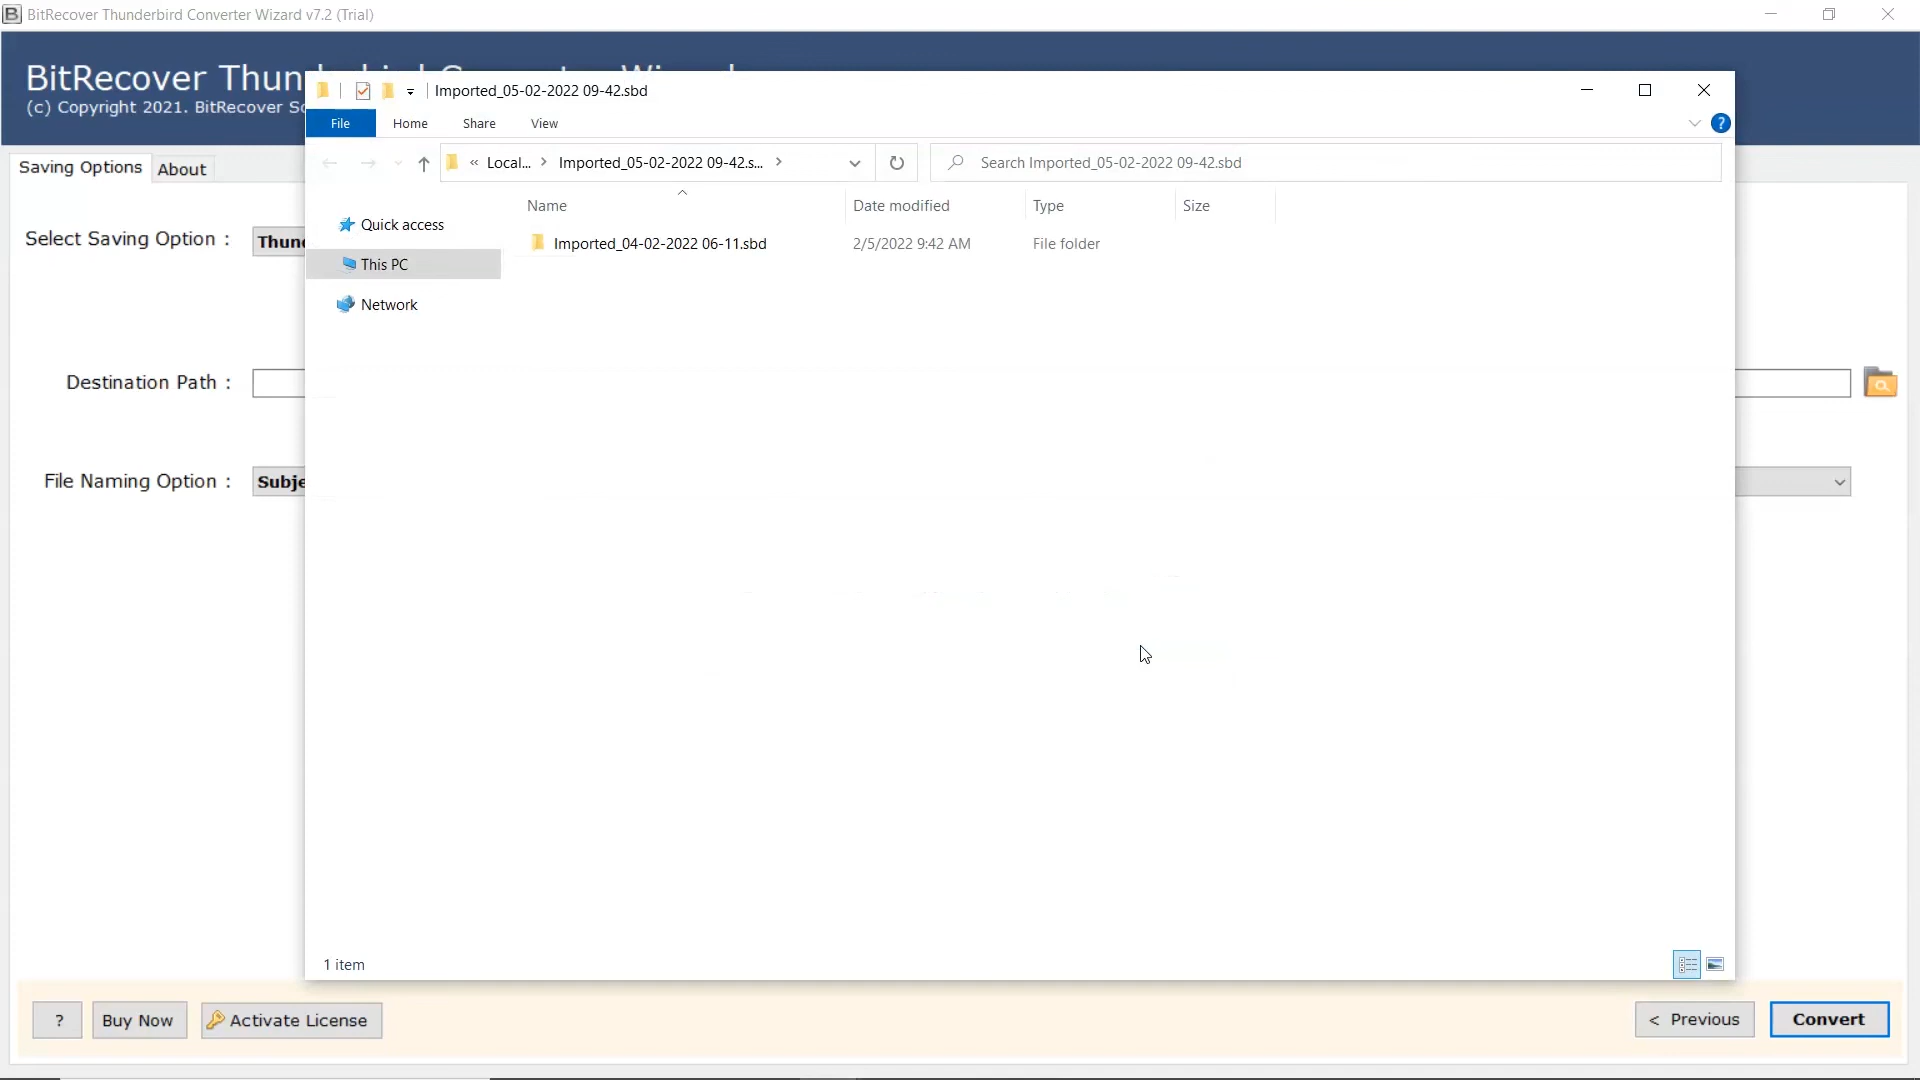 BitRecover Thunderbird Converter Wizard v7.2 (Trial)
BitRecover Thun
(c) Copyright 2021. BitRecover So
Imported_05-02-2022 09-42.sbd
File Home Share View ?
« Local... > Imported_05-02-2022 09-42.s... >
Search Imported_05-02-2022 09-42.sbd
Saving Options About
Name Date modified Type Size
Quick access
Select Saving Option : Thund
Imported_04-02-2022 06-11.sbd 2/5/2022 9:42 AM File folder
This PC
Network
Destination Path :
File Naming Option : Subje
1 item
? Buy Now Activate License < Previous Convert